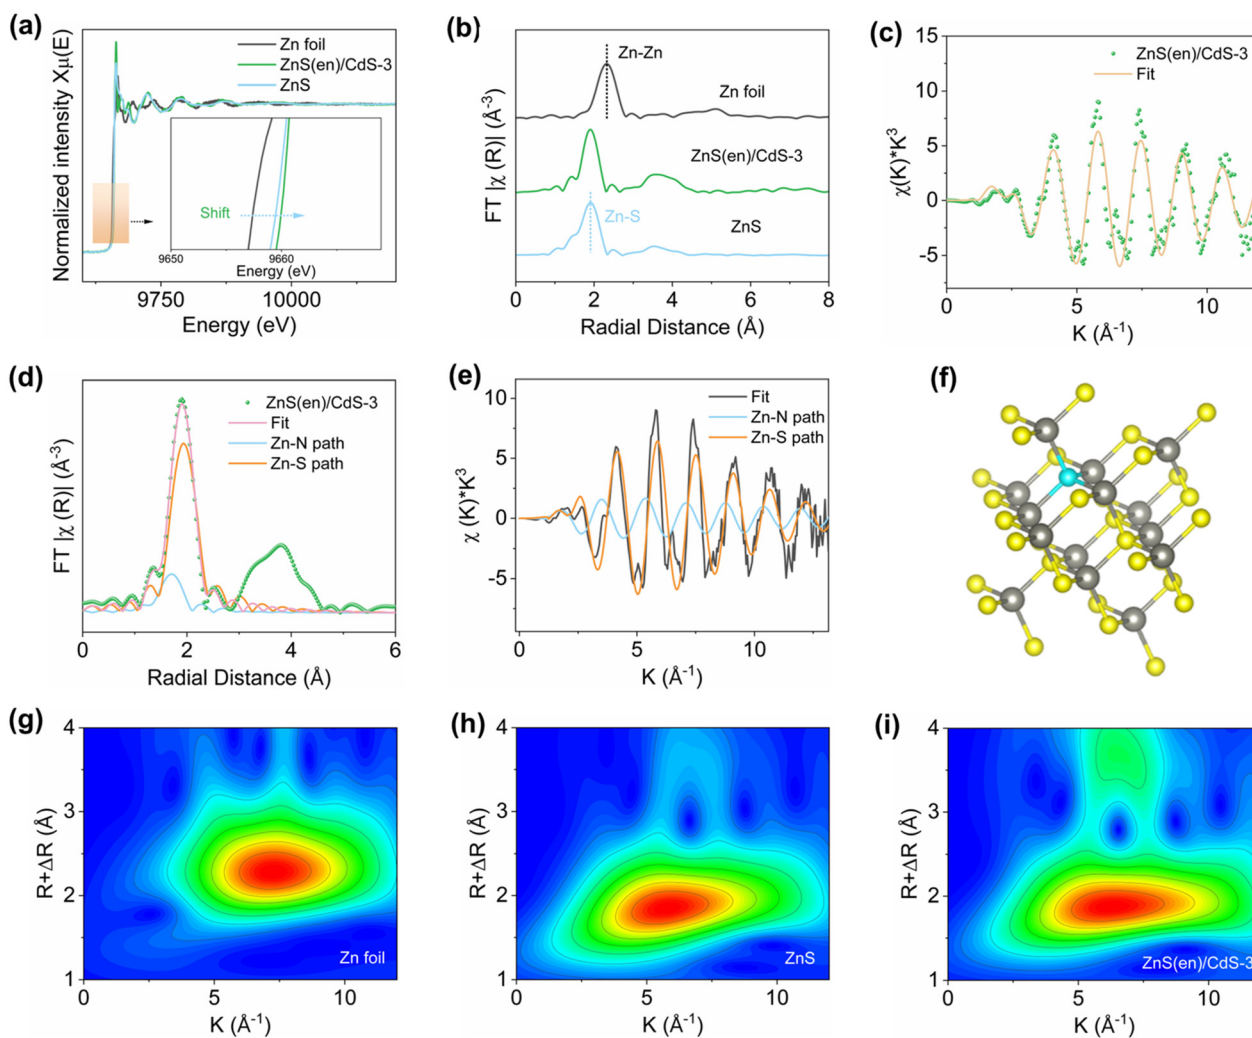 (a)
Normalized intensity Xμ(E)
Zn foil
ZnS(en)/CdS-3
ZnS
Shift
9650
9660
Energy (eV)
9750
10000
Energy (eV)
(b)
FT |χ (R)| (Å-3)
Zn-Zn
Zn foil
ZnS(en)/CdS-3
Zn-S
ZnS
0
2
4
6
8
Radial Distance (Å)
(c)
χ(K)*K3
ZnS(en)/CdS-3
Fit
15
10
5
0
-5
0
5
10
K (Å-1)
(d)
FT |χ (R)| (Å-3)
ZnS(en)/CdS-3
Fit
Zn-N path
Zn-S path
0
2
4
6
Radial Distance (Å)
(e)
χ(K)*K3
Fit
Zn-N path
Zn-S path
10
5
0
-5
0
5
10
K (Å-1)
(f)
(g)
R+ΔR (Å)
4
3
2
1
Zn foil
0
5
10
K (Å-1)
(h)
R+ΔR (Å)
4
3
2
1
ZnS
0
5
10
K (Å-1)
(i)
R+ΔR (Å)
4
3
2
1
ZnS(en)/CdS-3
0
5
10
K (Å-1)